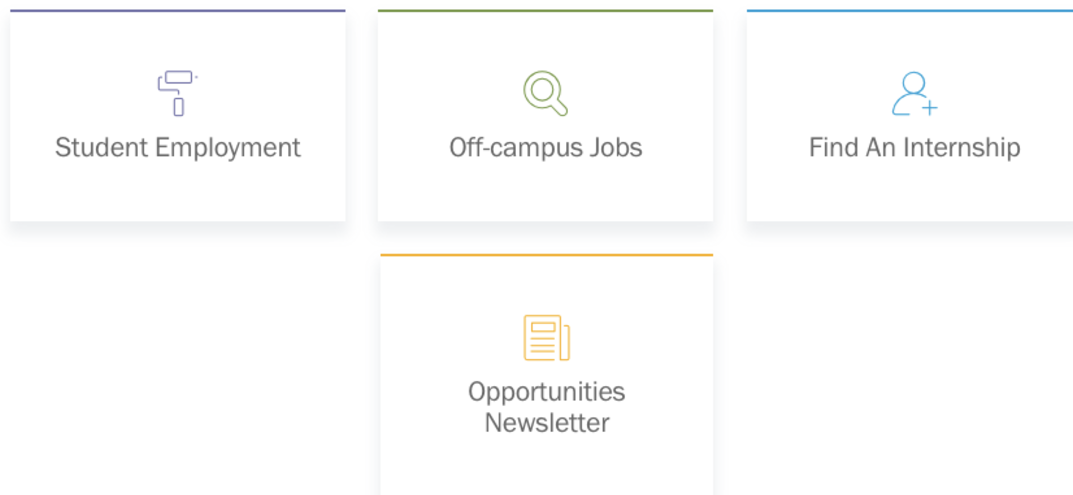 Student Employment
Off-campus Jobs
Find An Internship
Opportunities
Newsletter